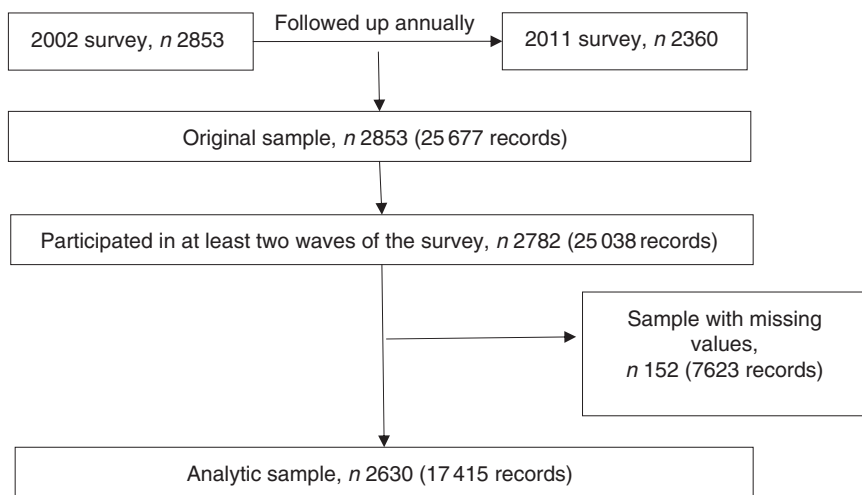 2002 survey, n 2853
Followed up annually
2011 survey, n 2360
Original sample, n 2853 (25 677 records)
Participated in at least two waves of the survey, n 2782 (25 038 records)
Sample with missing
values,
n 152 (7623 records)
Analytic sample, n 2630 (17 415 records)